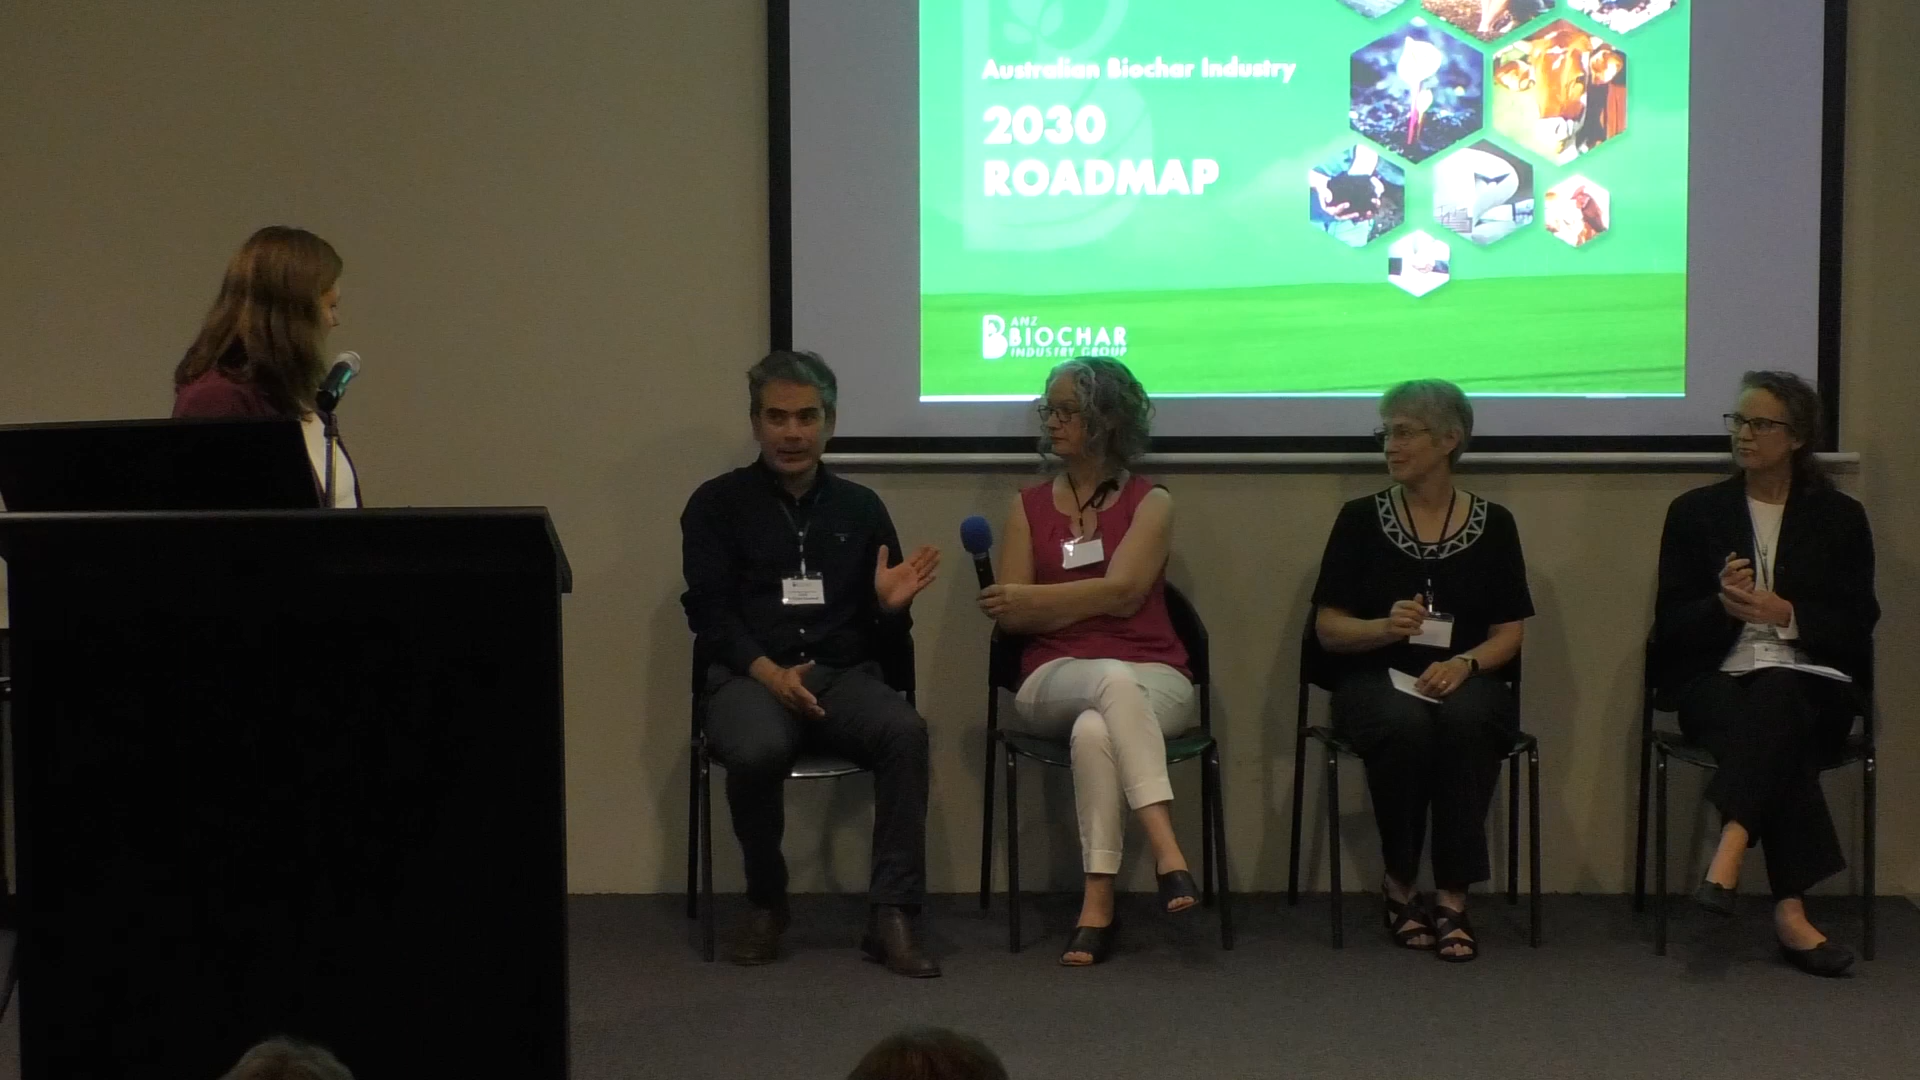 Australian Biochar Industry
2030
ROADMAP
ANZ
BIOCHAR
INDUSTRY GROUP